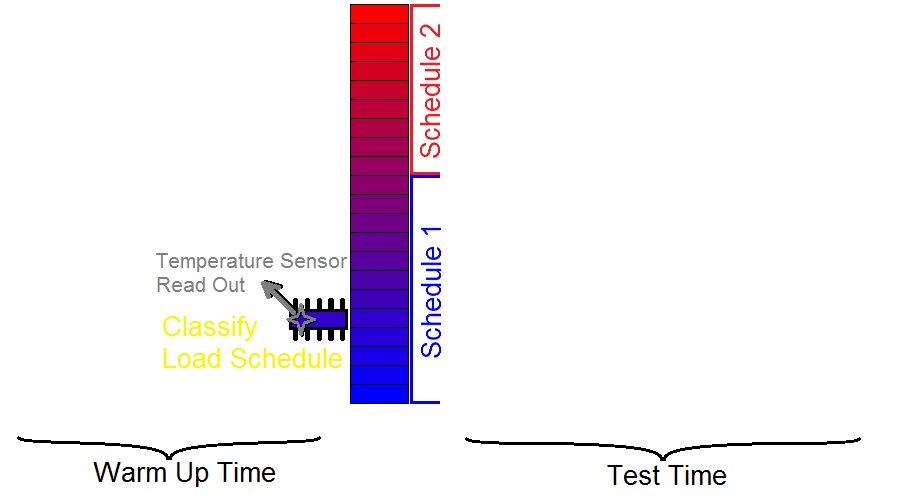 Schedule 2
Schedule 1
Temperature Sensor
Read Out
Classify
Load Schedule
Warm Up Time
Test Time